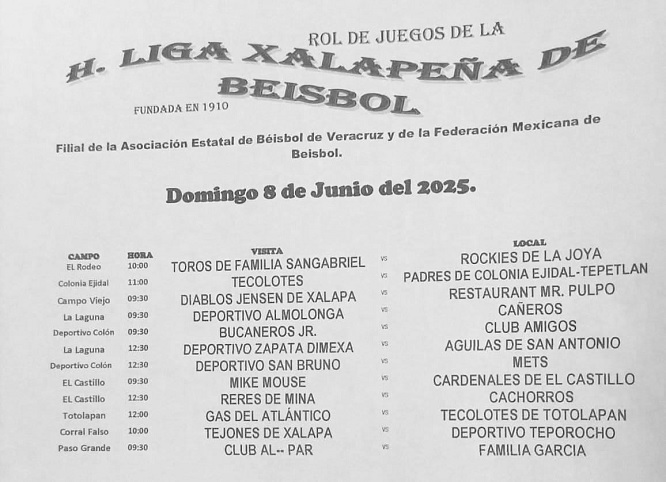 ROL DE JUEGOS DE LA
H. LIGA XALAPEÑA DE
BEISBOL
FUNDADA EN 1910
Filial de la Asociación Estatal de Béisbol de Veracruz y de la Federación Mexicana de
Beisbol.
Domingo 8 de Junio del 2025.
CAMPO HORA VISITA LOCAL
EL Rodeo 10:00 TOROS DE FAMILIA SANGABRIEL VS ROCKIES DE LA JOYA
Colonia Ejidal 11:00 TECOLOTES VS PADRES DE COLONIA EJIDAL-TEPETLAN
Campo Viejo 09:30 DIABLOS JENSEN DE XALAPA VS RESTAURANT MR. PULPO
La Laguna 09:30 DEPORTIVO ALMOLONGA VS CAÑEROS
Deportivo Colón 09:30 BUCANEROS JR. VS CLUB AMIGOS
La Laguna 12:30 DEPORTIVO ZAPATA DIMEXA VS AGUILAS DE SAN ANTONIO
Deportivo Colón 12:30 DEPORTIVO SAN BRUNO VS METS
EL Castillo 09:30 MIKE MOUSE VS CARDENALES DE EL CASTILLO
EL Castillo 12:30 RERES DE MINA VS CACHORROS
Totolapan 12:00 GAS DEL ATLÁNTICO VS TECOLOTES DE TOTOLAPAN
Corral Falso 10:00 TEJONES DE XALAPA VS DEPORTIVO TEPOROCHO
Paso Grande 09:30 CLUB AL-- PAR VS FAMILIA GARCIA